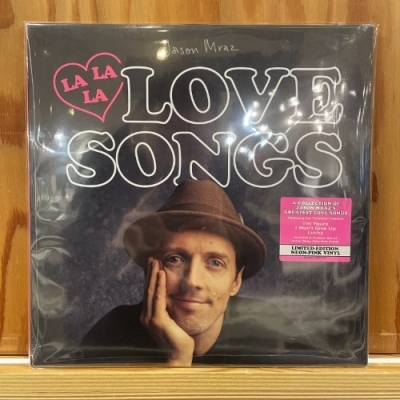 Jason Mraz
LA LA
LA
LOVE
SONGS
A COLLECTION OF
JASON MRAZ'S
GREATEST LOVE SONGS
I'm Yours
I Won't Give Up
Lucky
LIMITED-EDITION
NEON-PINK VINYL